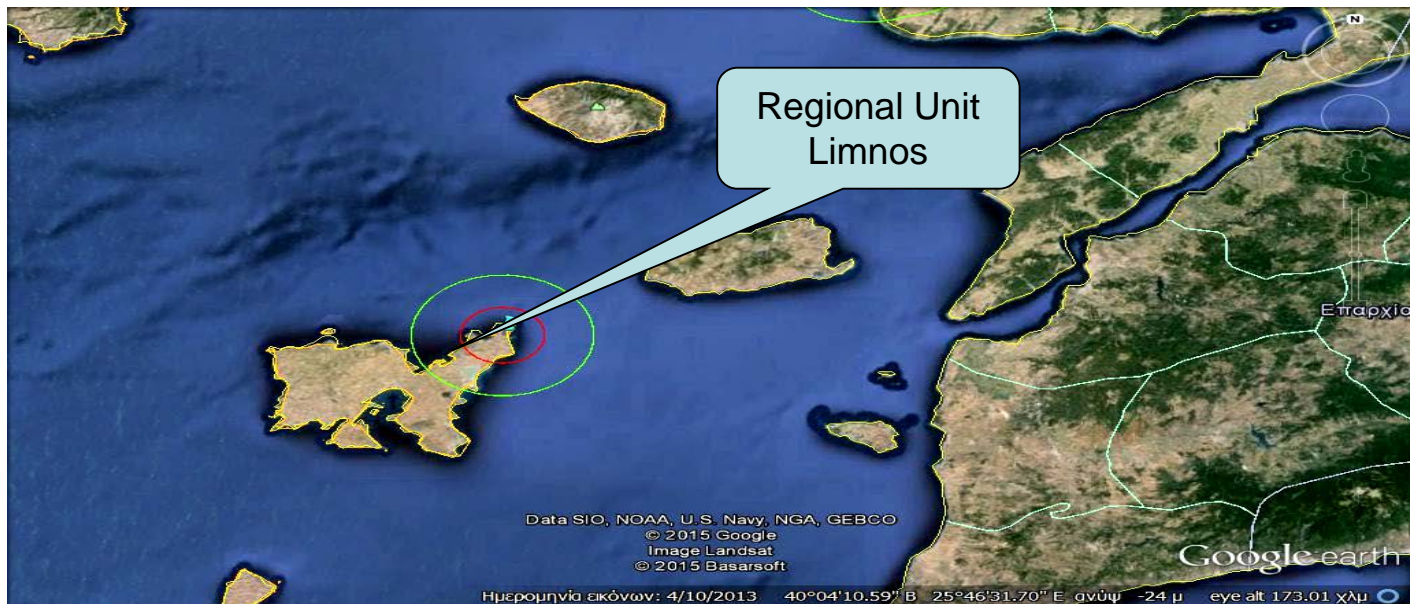 N
Regional Unit
Limnos
Επαρχία
Data SIO, NOAA, U.S. Navy, NGA, GEBCO
© 2015 Google
Image Landsat
© 2015 Basarsoft
Google earth
Ημερομηνία εικόνων: 4/10/2013 40°04'10.59" Β 25°46'31.70" Ε ανύψ -24 μ eye alt 173.01 χλμ